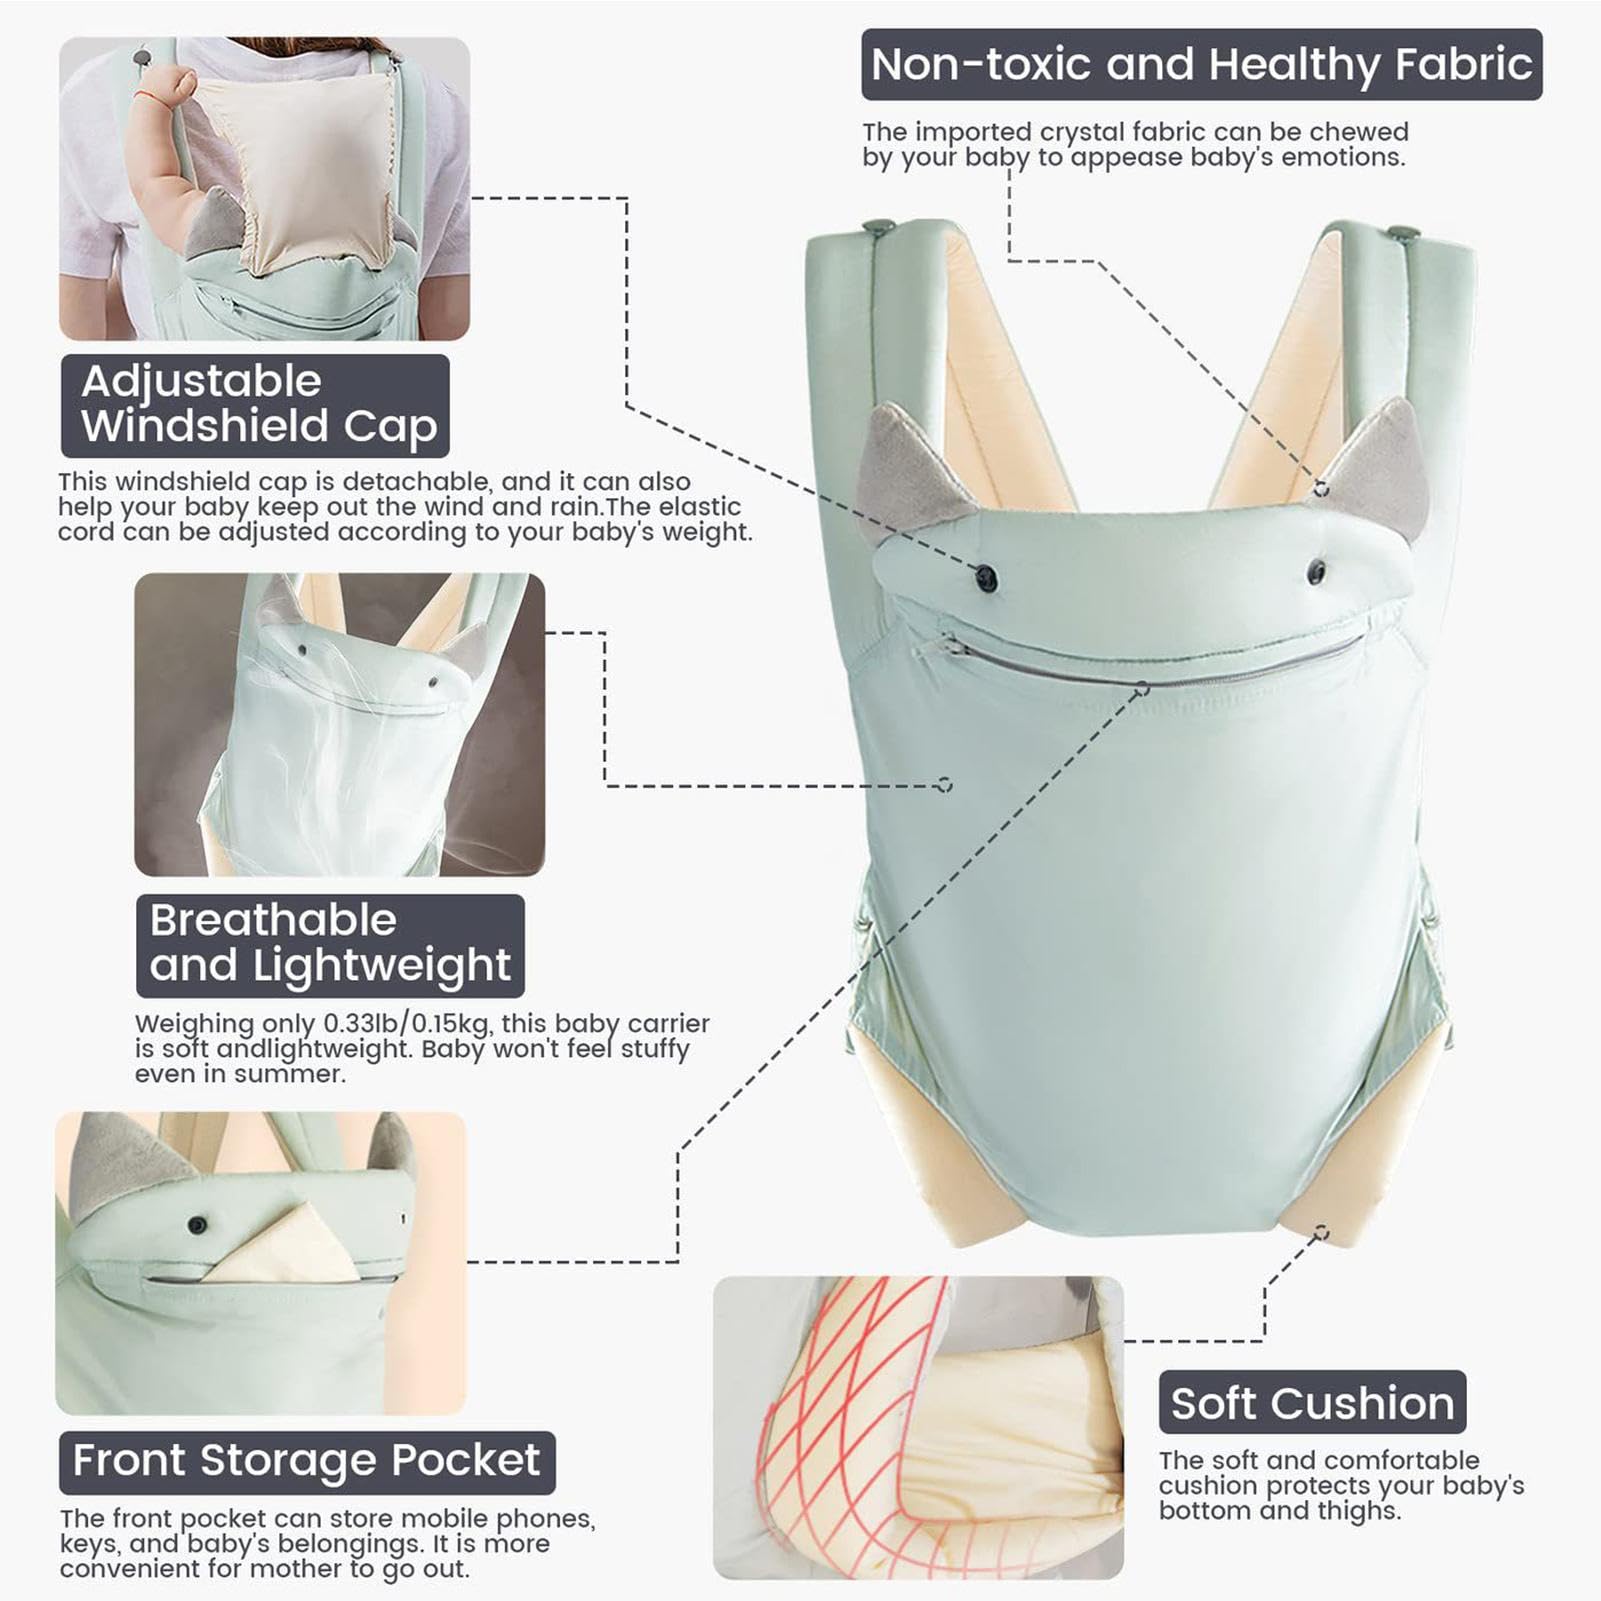 Non-toxic and Healthy Fabric
The imported crystal fabric can be chewed
by your baby to appease baby's emotions.
Adjustable
Windshield Cap
This windshield cap is detachable, and it can also
help your baby keep out the wind and rain.The elastic
cord can be adjusted according to your baby's weight.
Breathable
and Lightweight
Weighing only 0.33lb/0.15kg, this baby carrier
is soft andlightweight. Baby won't feel stuffy
even in summer.
Front Storage Pocket
The front pocket can store mobile phones,
keys, and baby's belongings. It is more
convenient for mother to go out.
Soft Cushion
The soft and comfortable
cushion protects your baby's
bottom and thighs.